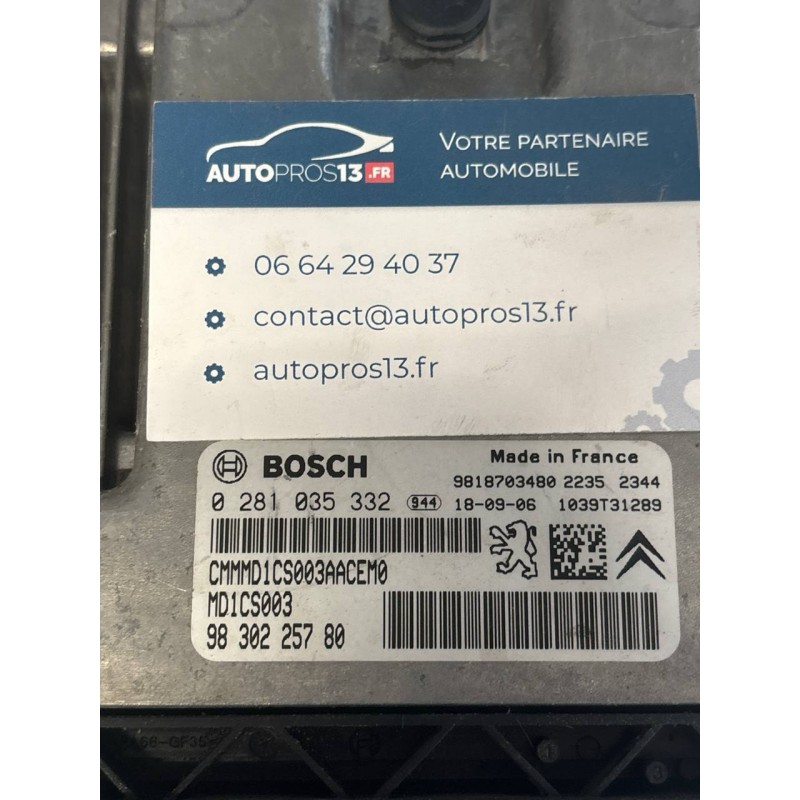 AUTOPROS13.FR
VOTRE PARTENAIRE
AUTOMOBILE
06 64 29 40 37
contact@autopros13.fr
autopros13.fr
BOSCH
Made in France
9818703480 2235 2344
0 281 035 332 944 18-09-06 1039T31289
CMMMD1CS003AACEM0
MD1CS003
98 302 257 80